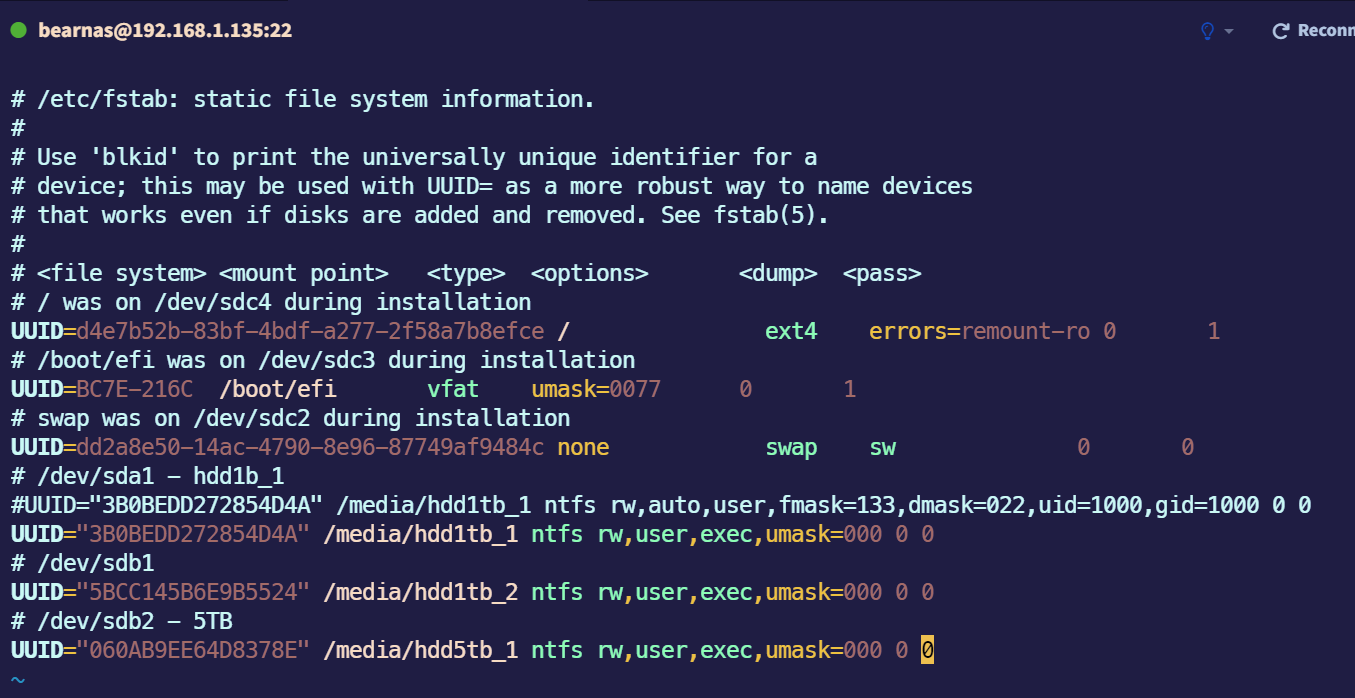 bearnas@192.168.1.135:22
Reconn
# /etc/fstab: static file system information.
#
# Use 'blkid' to print the universally unique identifier for a
# device; this may be used with UUID= as a more robust way to name devices
# that works even if disks are added and removed. See fstab(5).
#
# <file system> <mount point>   <type>  <options>       <dump>  <pass>
# / was on /dev/sdc4 during installation
UUID=d4e7b52b-83bf-4bdf-a277-2f58a7b8efce /               ext4    errors=remount-ro 0       1
# /boot/efi was on /dev/sdc3 during installation
UUID=BC7E-216C  /boot/efi       vfat    umask=0077      0       1
# swap was on /dev/sdc2 during installation
UUID=dd2a8e50-14ac-4790-8e96-87749af9484c none            swap    sw              0       0
# /dev/sda1 - hdd1b_1
#UUID="3B0BEDD272854D4A" /media/hdd1tb_1 ntfs rw,auto,user,fmask=133,dmask=022,uid=1000,gid=1000 0 0
UUID="3B0BEDD272854D4A" /media/hdd1tb_1 ntfs rw,user,exec,umask=000 0 0
# /dev/sdb1
UUID="5BCC145B6E9B5524" /media/hdd1tb_2 ntfs rw,user,exec,umask=000 0 0
# /dev/sdb2 - 5TB
UUID="060AB9EE64D8378E" /media/hdd5tb_1 ntfs rw,user,exec,umask=000 0 0
~